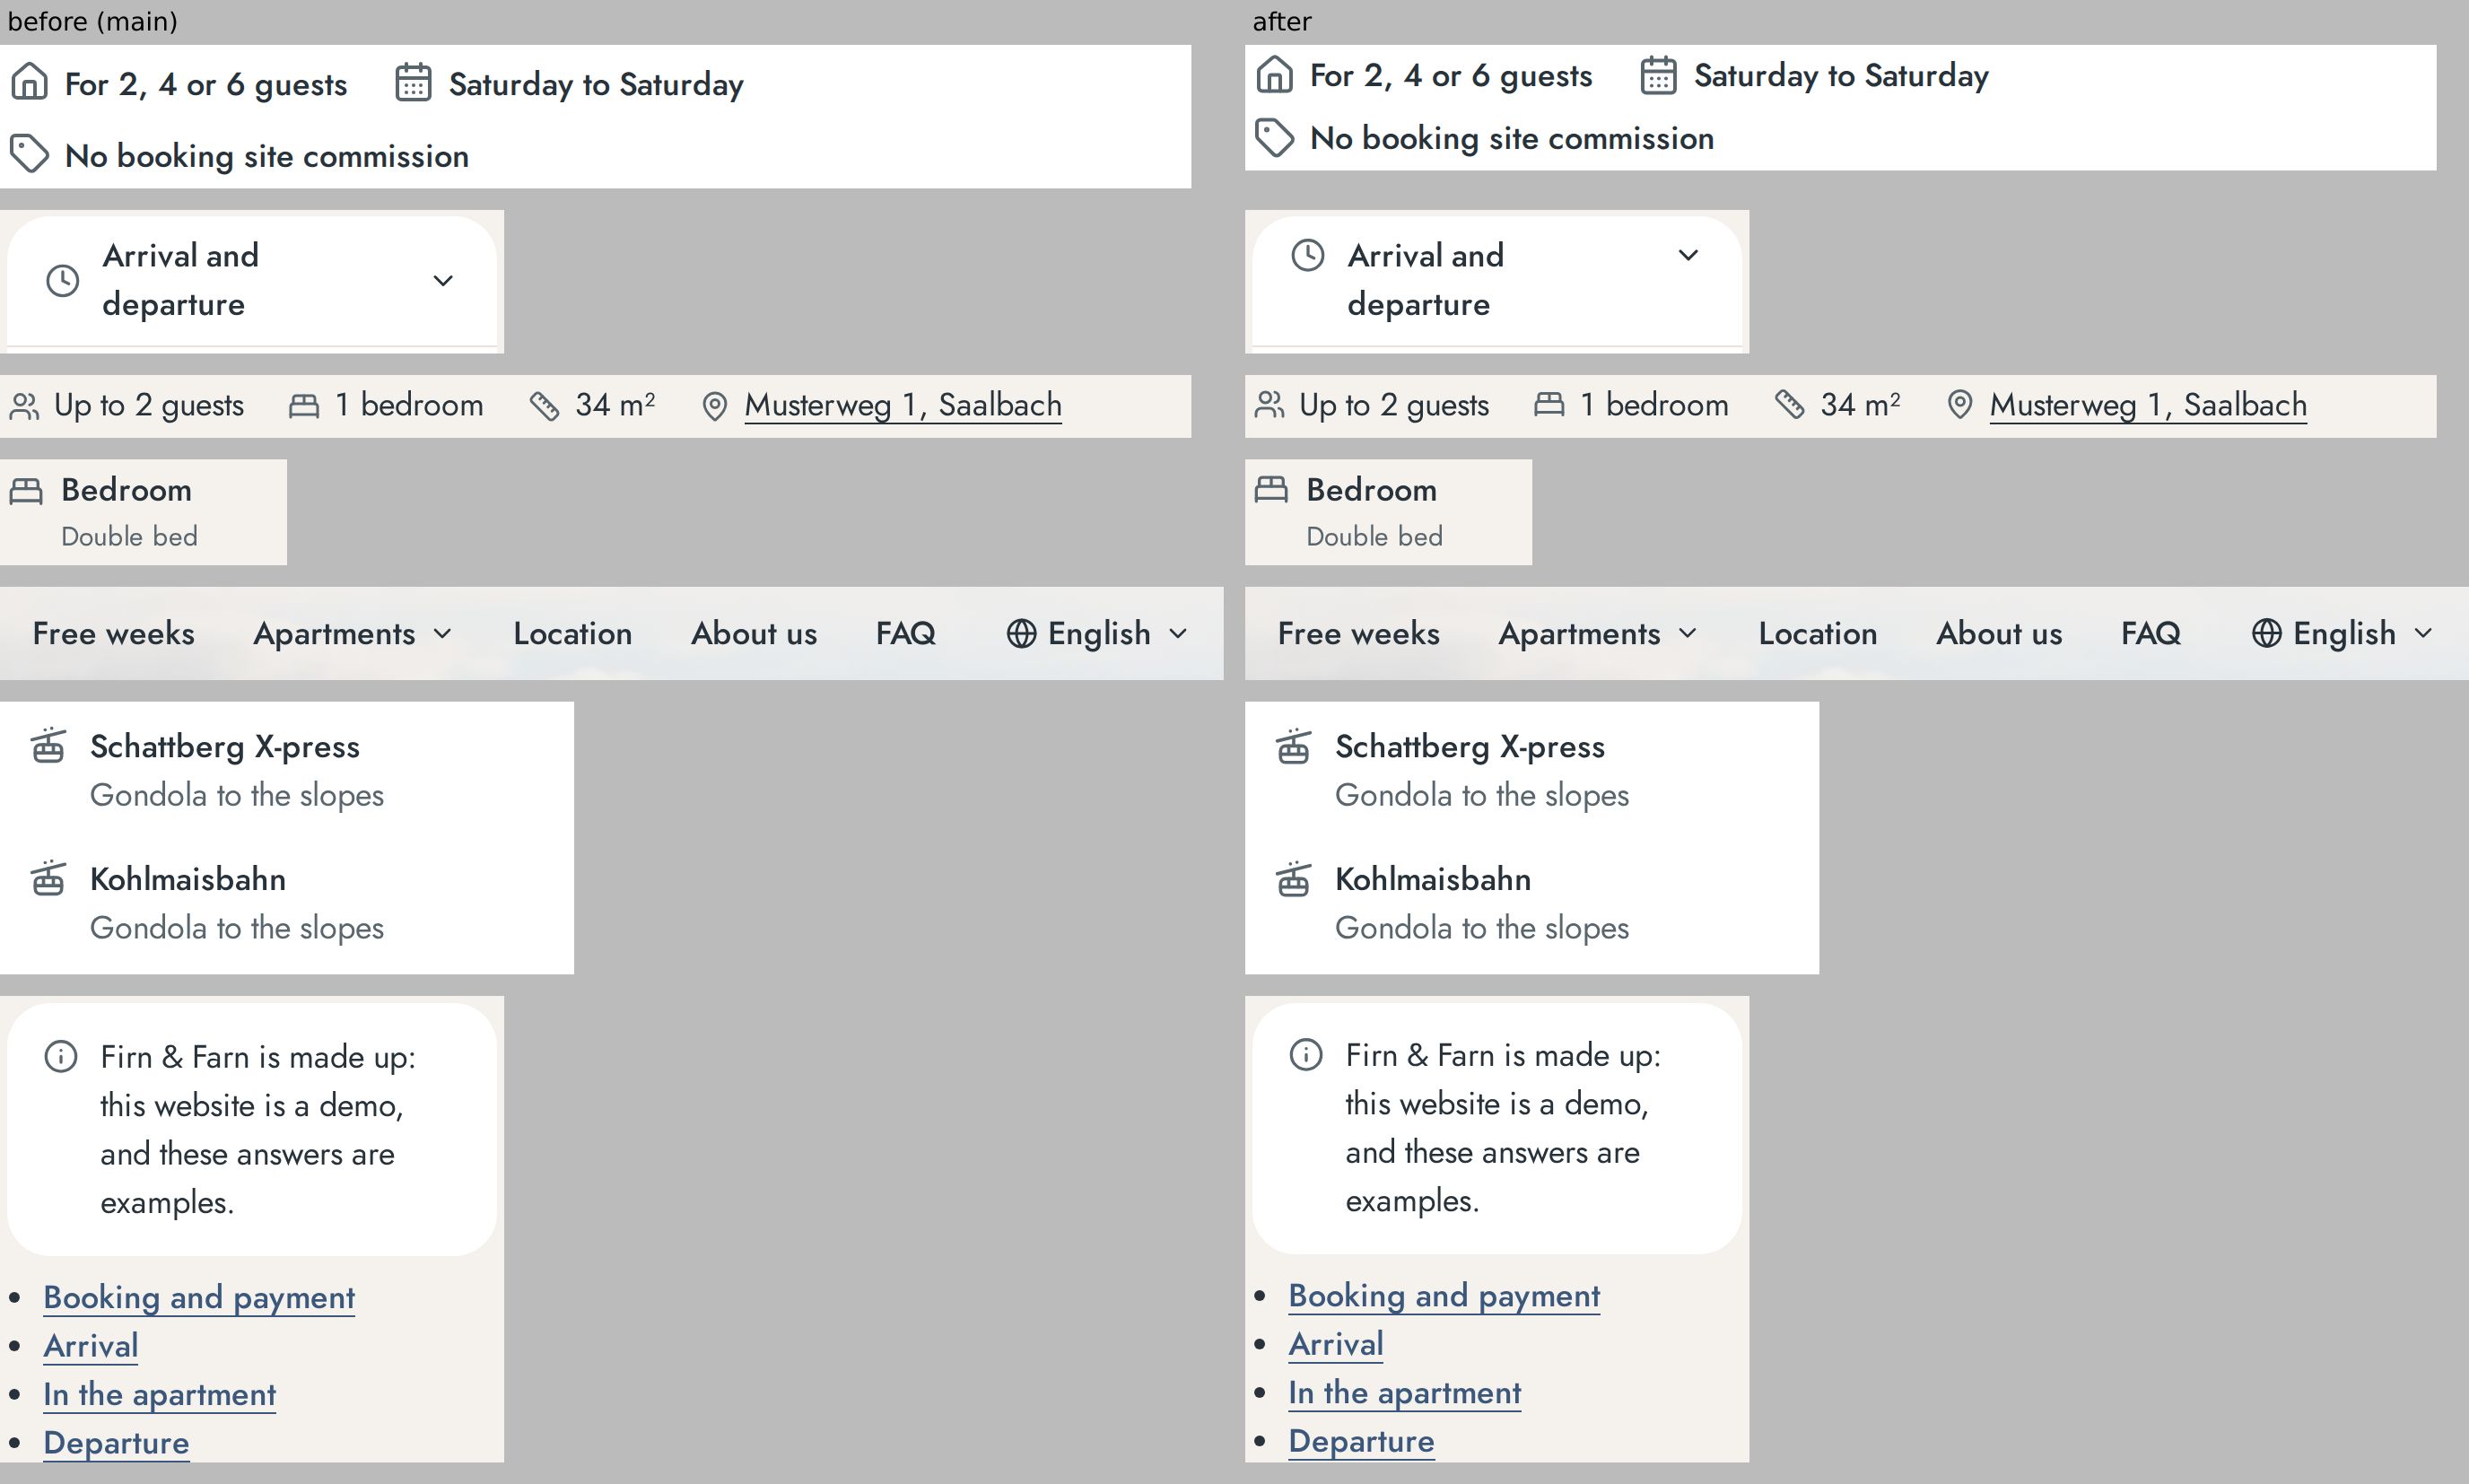 before (main)
For 2, 4 or 6 guests Saturday to Saturday
No booking site commission
Arrival and
departure
Up to 2 guests 1 bedroom 34 m² Musterweg 1, Saalbach
Bedroom
Double bed
Free weeks Apartments Location About us FAQ English
Schattberg X-press
Gondola to the slopes
Kohlmaisbahn
Gondola to the slopes
Firn & Farn is made up:
this website is a demo,
and these answers are
examples.
Booking and payment
Arrival
In the apartment
Departure
after
For 2, 4 or 6 guests Saturday to Saturday
No booking site commission
Arrival and
departure
Up to 2 guests 1 bedroom 34 m² Musterweg 1, Saalbach
Bedroom
Double bed
Free weeks Apartments Location About us FAQ English
Schattberg X-press
Gondola to the slopes
Kohlmaisbahn
Gondola to the slopes
Firn & Farn is made up:
this website is a demo,
and these answers are
examples.
Booking and payment
Arrival
In the apartment
Departure